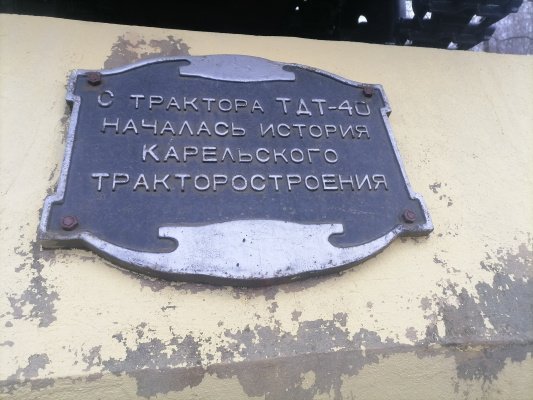 С ТРАКТОРА ТДТ-40
НАЧАЛАСЬ ИСТОРИЯ
КАРЕЛЬСКОГО
ТРАКТОРОСТРОЕНИЯ